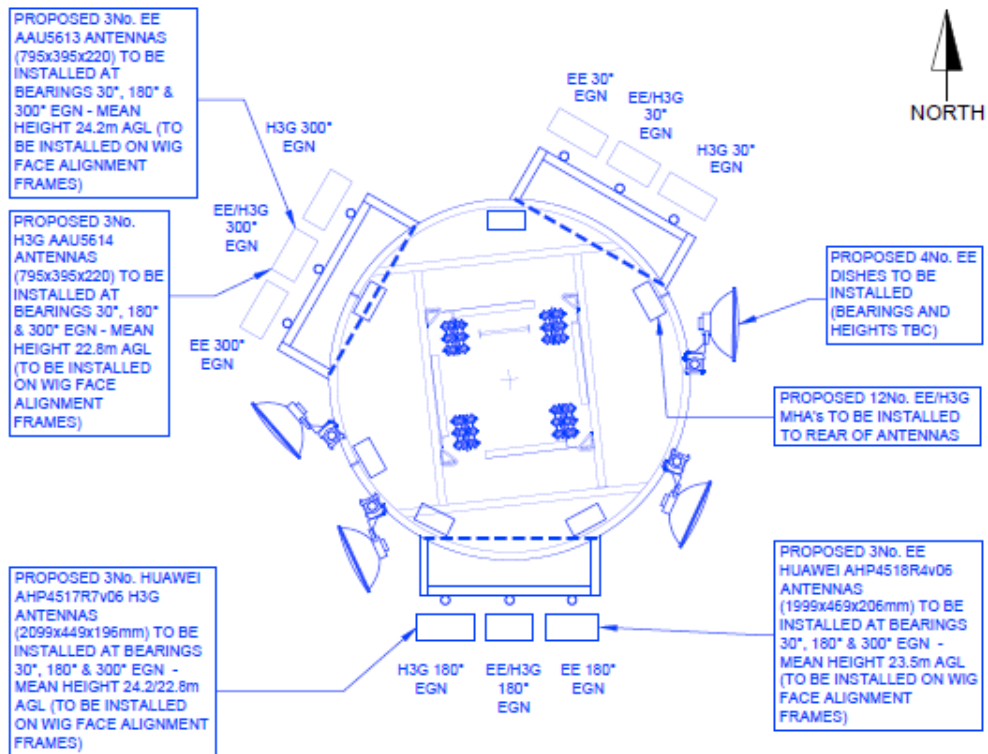 PROPOSED 3No. EE
AAU5613 ANTENNAS
(795x395x220) TO BE
INSTALLED AT
BEARINGS 30°, 180° &
300° EGN - MEAN
HEIGHT 24.2m AGL (TO
BE INSTALLED ON WIG
FACE ALIGNMENT
FRAMES)
PROPOSED 3No.
H3G AAU5614
ANTENNAS
(795x395x220) TO BE
INSTALLED AT
BEARINGS 30°, 180°
& 300° EGN - MEAN
HEIGHT 22.8m AGL
(TO BE INSTALLED
ON WIG FACE
ALIGNMENT
FRAMES)
H3G 300°
EGN
EE/H3G
300°
EGN
EE 300°
EGN
EE 30°
EGN
EE/H3G
30°
EGN
H3G 30°
EGN
NORTH
PROPOSED 4No. EE
DISHES TO BE
INSTALLED
(BEARINGS AND
HEIGHTS TBC)
PROPOSED 12No. EE/H3G
MHA's TO BE INSTALLED
TO REAR OF ANTENNAS
PROPOSED 3No. HUAWEI
AHP4517R7v06 H3G
ANTENNAS
(2099x449x196mm) TO BE
INSTALLED AT BEARINGS
30°, 180° & 300° EGN -
MEAN HEIGHT 24.2/22.8m
AGL (TO BE INSTALLED
ON WIG FACE ALIGNMENT
FRAMES)
H3G 180°
EGN
EE/H3G
180°
EGN
EE 180°
EGN
PROPOSED 3No. EE
HUAWEI AHP4518R4v06
ANTENNAS
(1999x469x206mm) TO BE
INSTALLED AT BEARINGS
30°, 180° & 300° EGN -
MEAN HEIGHT 23.5m AGL
(TO BE INSTALLED ON WIG
FACE ALIGNMENT
FRAMES)